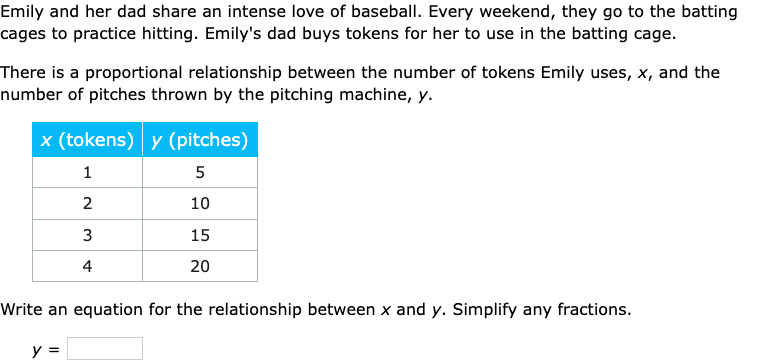 Emily and her dad share an intense love of baseball. Every weekend, they go to the batting
cages to practice hitting. Emily's dad buys tokens for her to use in the batting cage.
There is a proportional relationship between the number of tokens Emily uses, x, and the
number of pitches thrown by the pitching machine, y.
x (tokens) y (pitches)
1 5
2 10
3 15
4 20
Write an equation for the relationship between x and y. Simplify any fractions.
y =